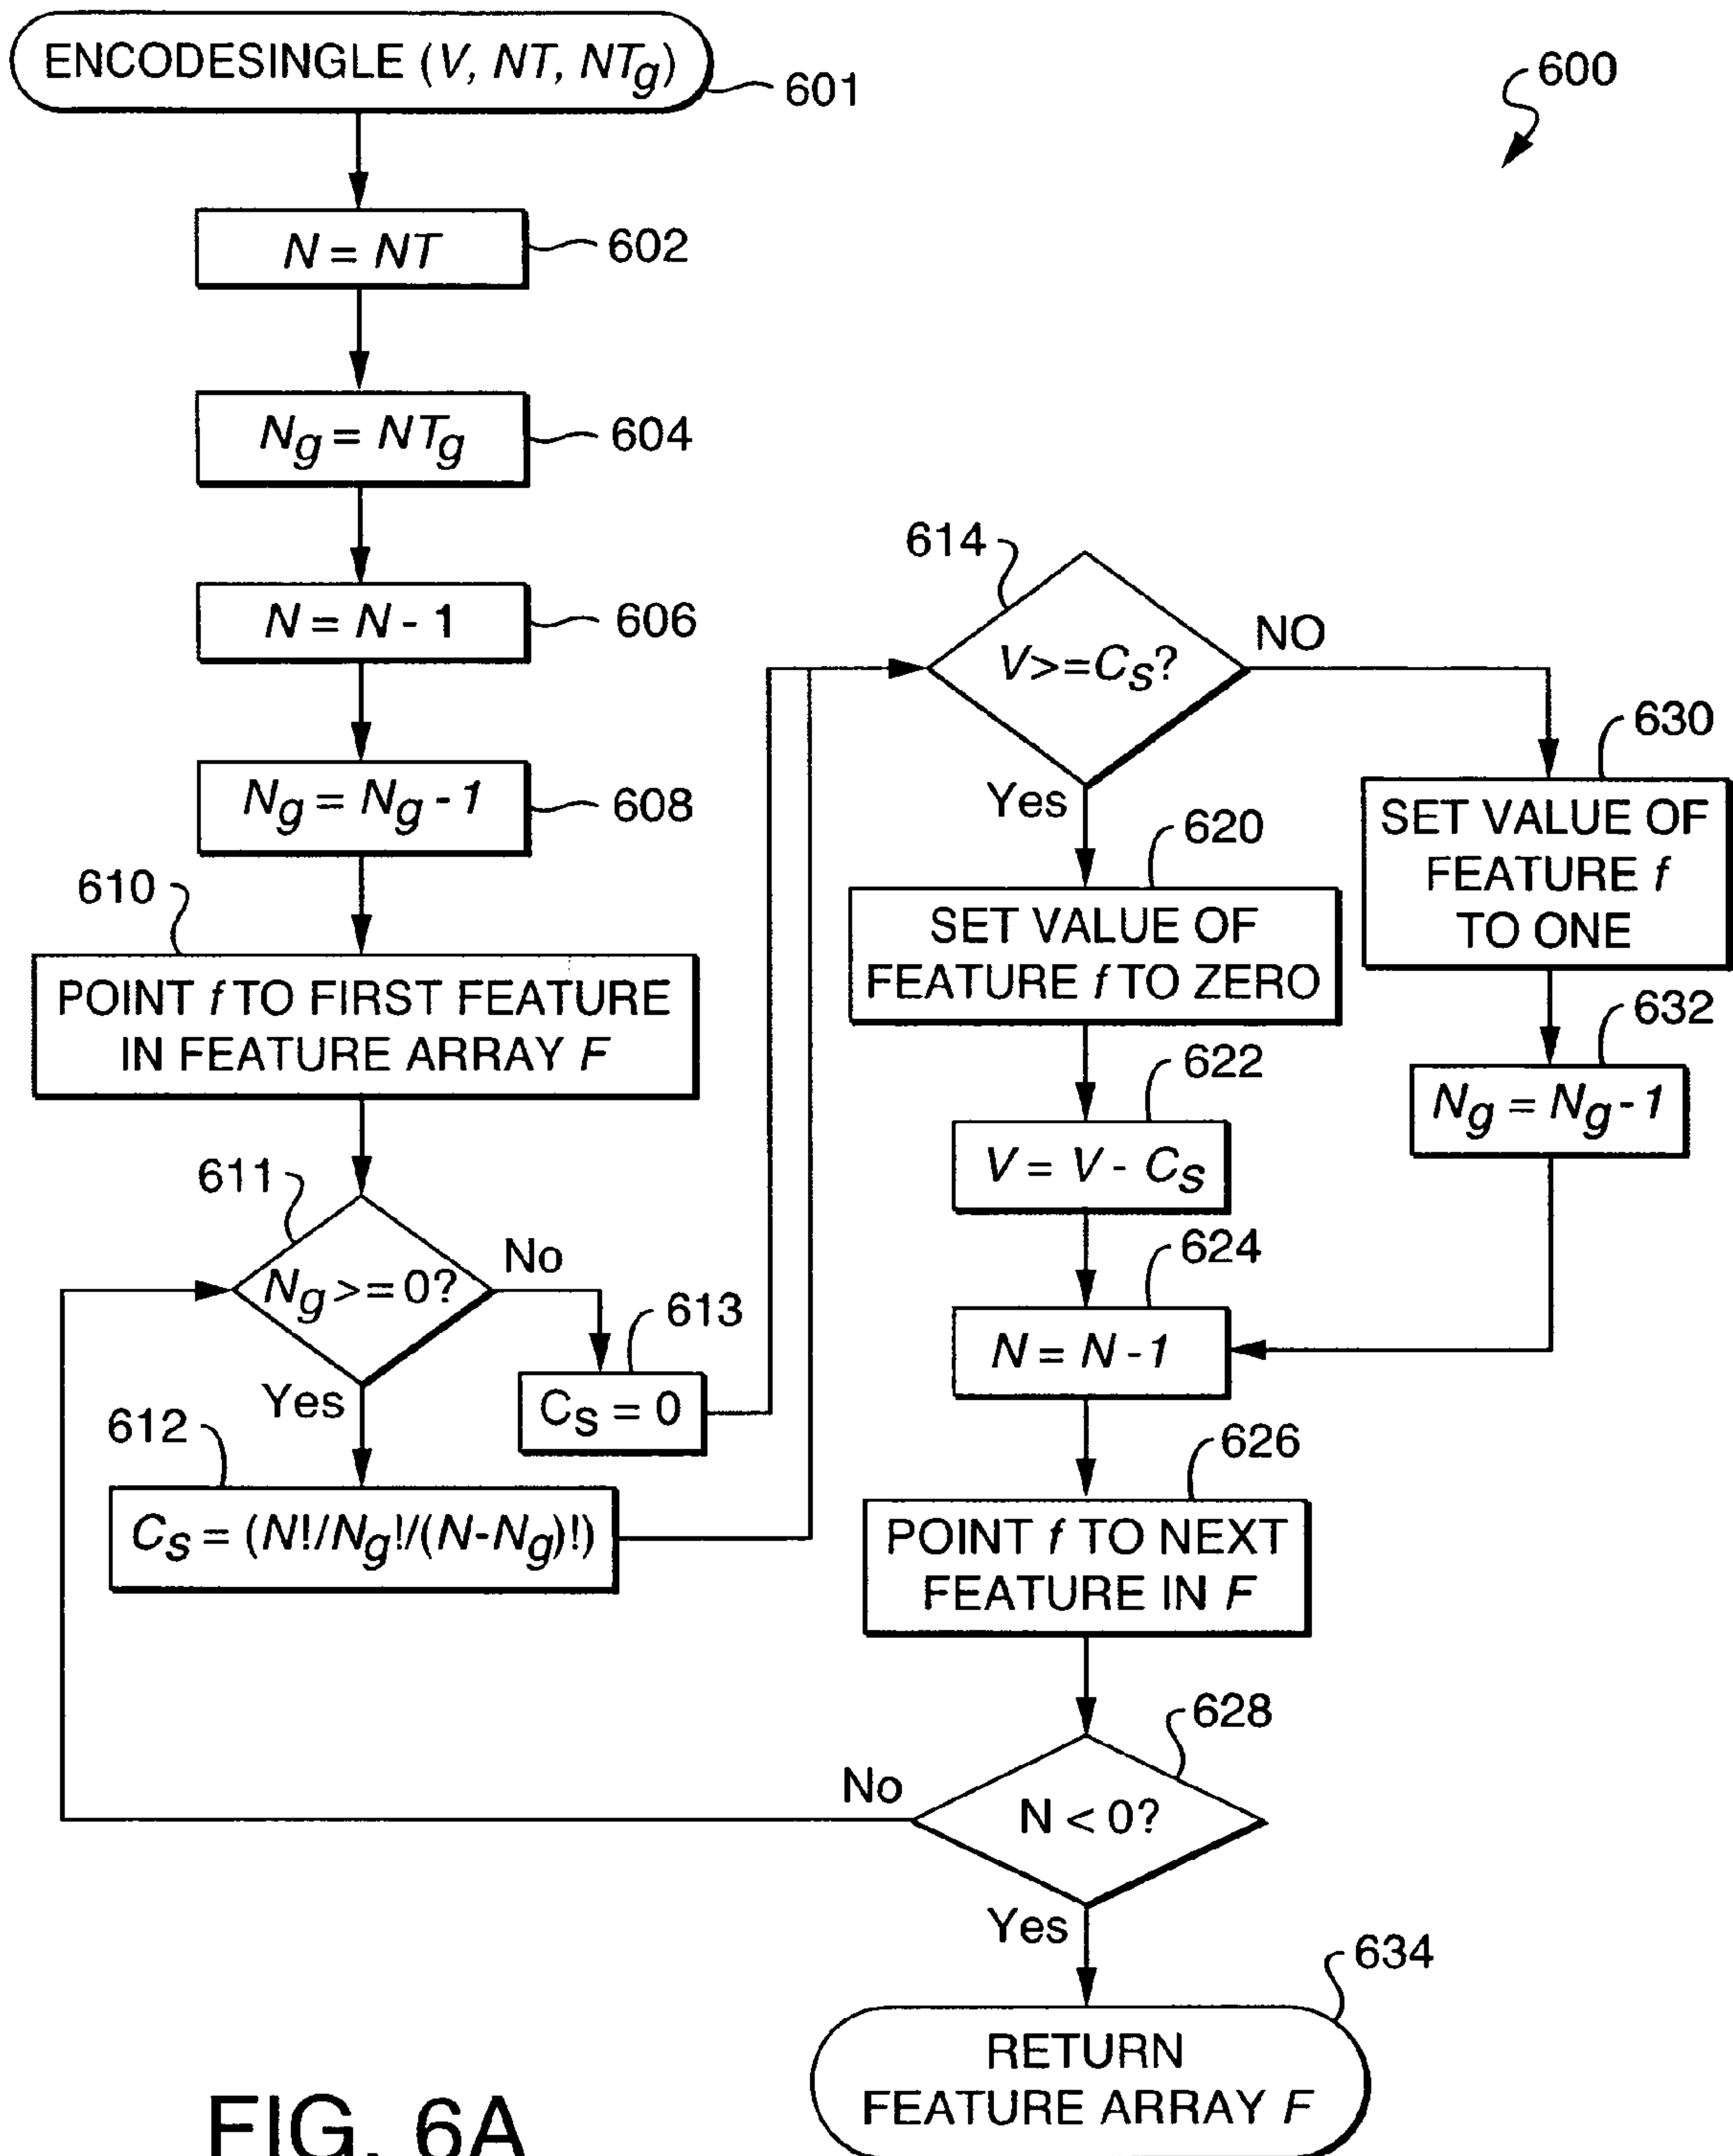 ENCODESINGLE (V, NT, NTg)
601
600
N = NT
602
Ng = NTg
604
N = N - 1
606
Ng = Ng - 1
608
610
POINT f TO FIRST FEATURE
IN FEATURE ARRAY F
611
Ng >= 0?
No
Yes
613
Cs = 0
612
Cs = (N!/Ng!/(N-Ng)!)
614
V>=Cs?
NO
Yes
630
SET VALUE OF
FEATURE f
TO ONE
632
Ng = Ng - 1
620
SET VALUE OF
FEATURE f TO ZERO
622
V = V - Cs
624
N = N - 1
626
POINT f TO NEXT
FEATURE IN F
628
N < 0?
No
Yes
634
RETURN
FEATURE ARRAY F
FIG. 6A